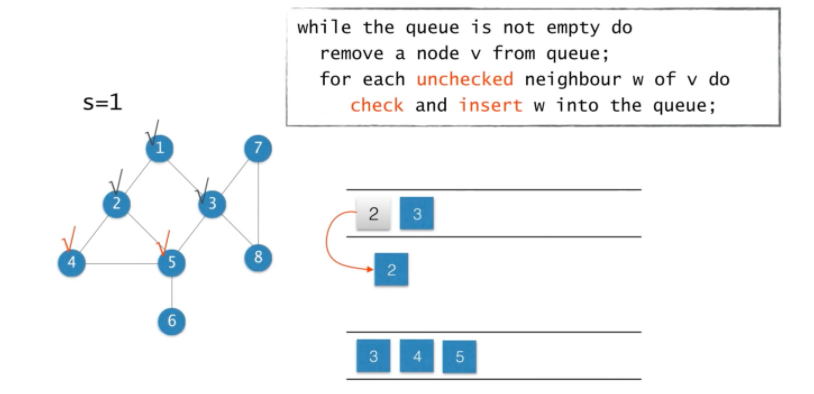 while the queue is not empty do
remove a node v from queue;
for each unchecked neighbour w of v do
check and insert w into the queue;
s=1
1
7
2
3
4
5
8
6
2 3
2
3 4 5